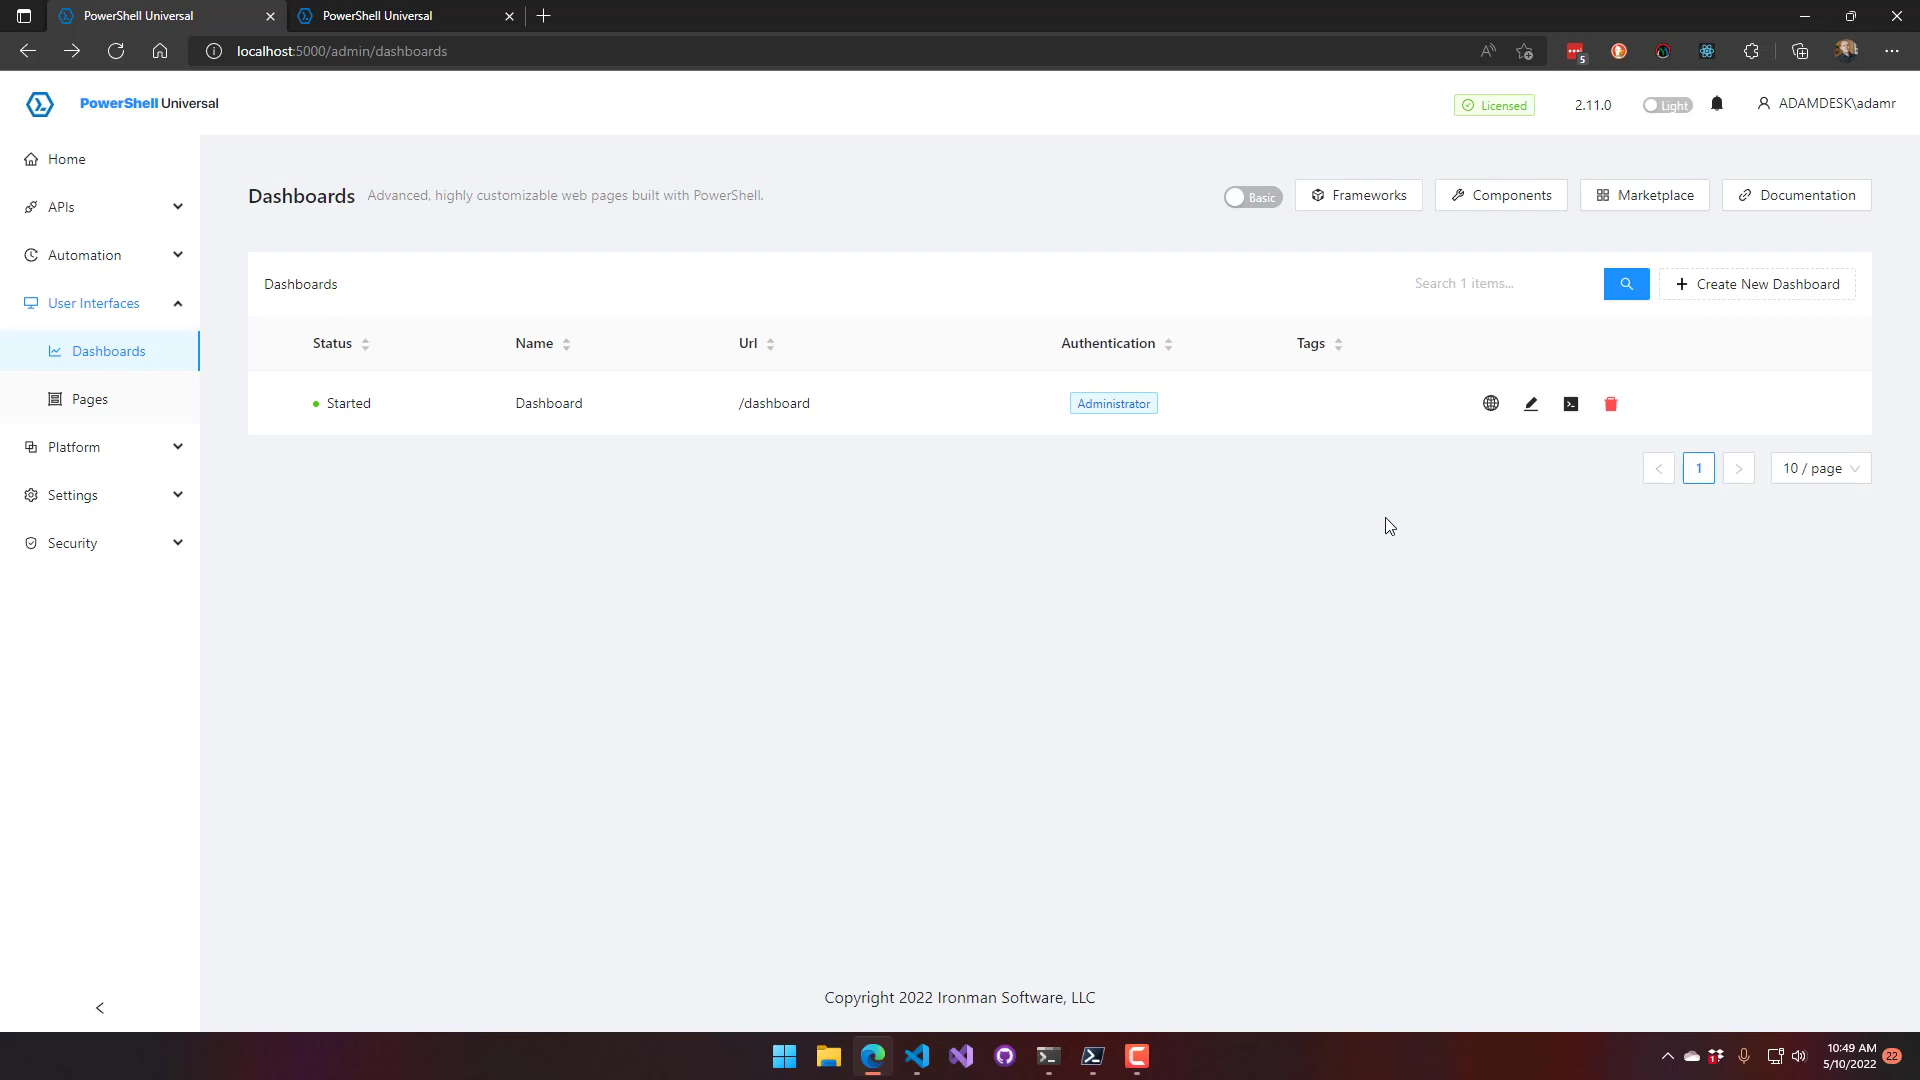 PowerShell Universal
PowerShell Universal
localhost:5000/admin/dashboards
5
PowerShell Universal
Licensed
2.11.0
Light
ADAMDESK\adamr
Home
APIs
Automation
User Interfaces
Dashboards
Pages
Platform
Settings
Security
Dashboards Advanced, highly customizable web pages built with PowerShell.
Basic
Frameworks
Components
Marketplace
Documentation
Dashboards
Search 1 items...
Create New Dashboard
Status Name Url Authentication Tags
Started Dashboard /dashboard Administrator
1
10 / page
Copyright 2022 Ironman Software, LLC
1
10:49 AM
5/10/2022
22